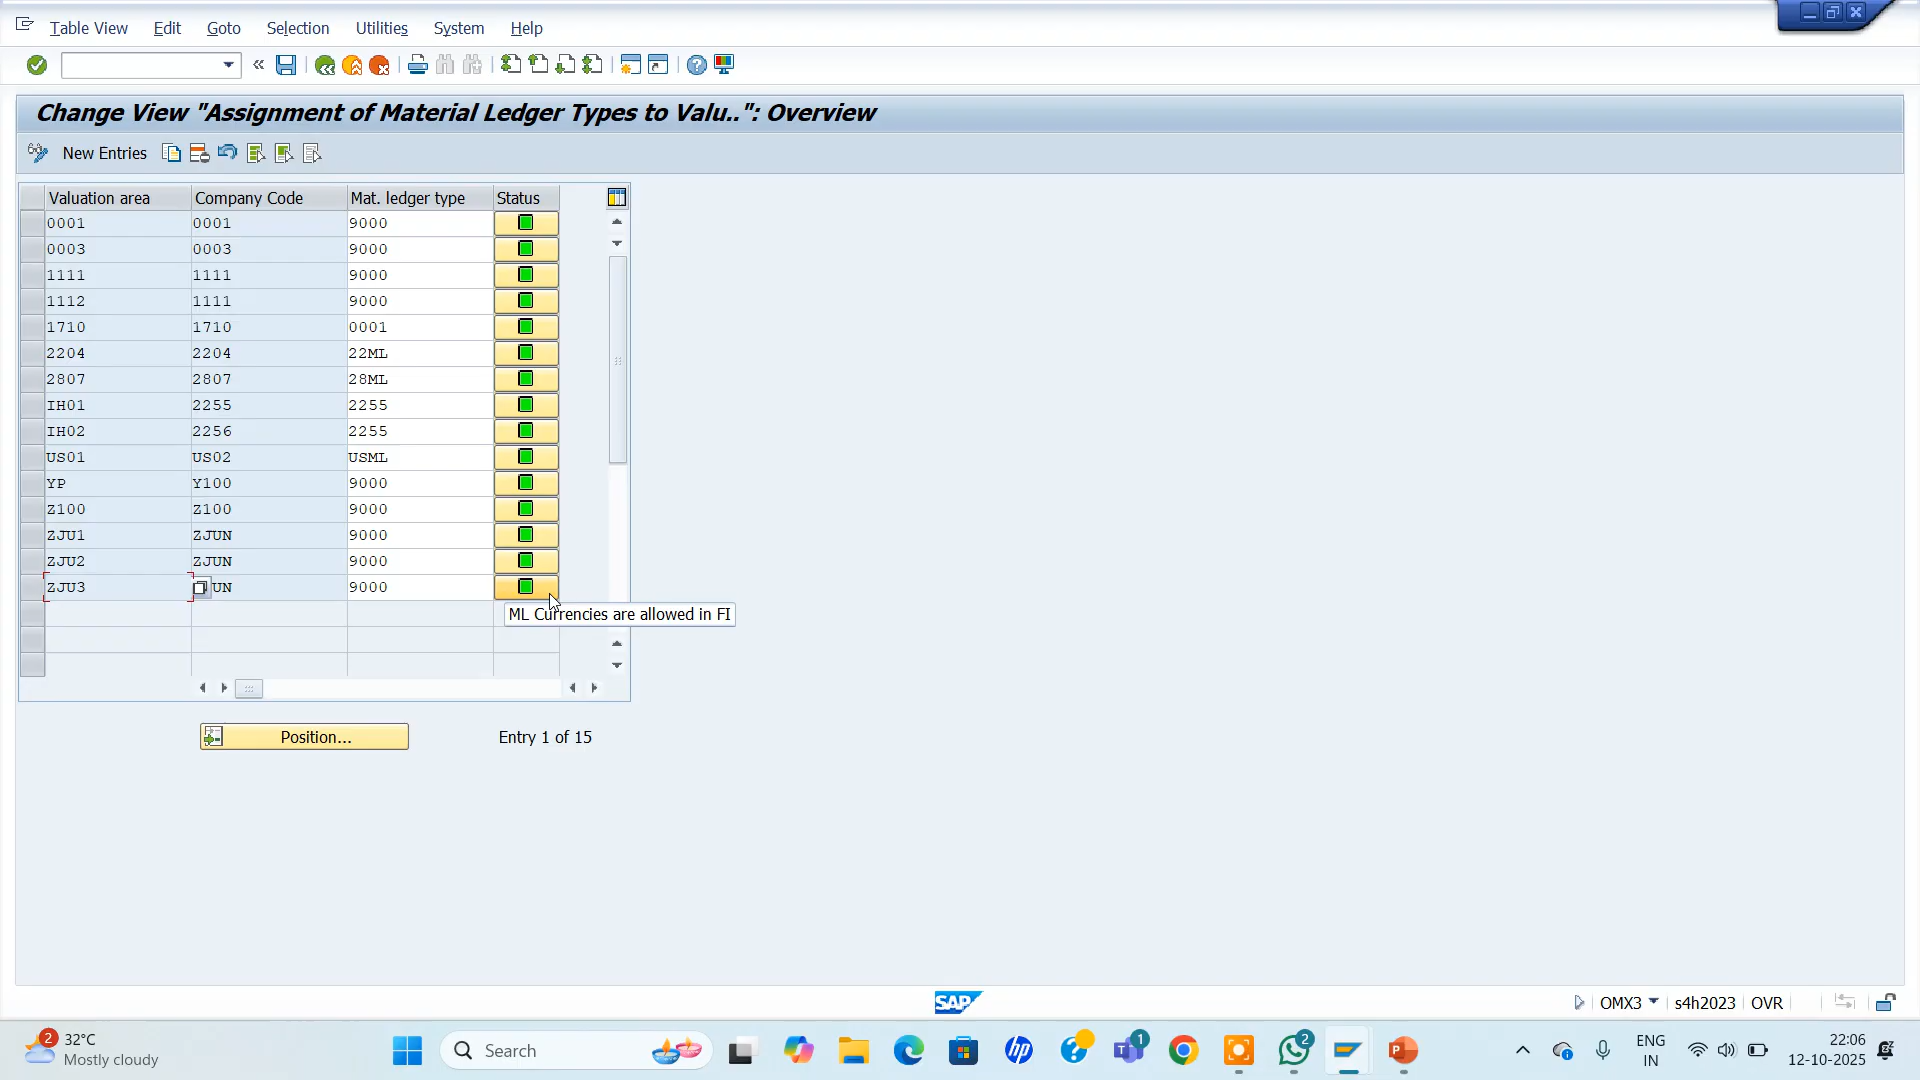 Table View Edit Goto Selection Utilities System Help
Change View "Assignment of Material Ledger Types to Valu..": Overview
New Entries
Valuation area Company Code Mat. ledger type Status
0001 0001 9000
0003 0003 9000
1111 1111 9000
1112 1111 9000
1710 1710 0001
2204 2204 22ML
2807 2807 28ML
IH01 2255 2255
IH02 2256 2255
US01 US02 USML
YP Y100 9000
Z100 Z100 9000
ZJU1 ZJUN 9000
ZJU2 ZJUN 9000
ZJU3 UN 9000
ML Currencies are allowed in FI
Position... Entry 1 of 15
SAP
OMX3 s4h2023 OVR
2 32°C
Mostly cloudy
Search
1
2
ENG
IN
22:06
12-10-2025